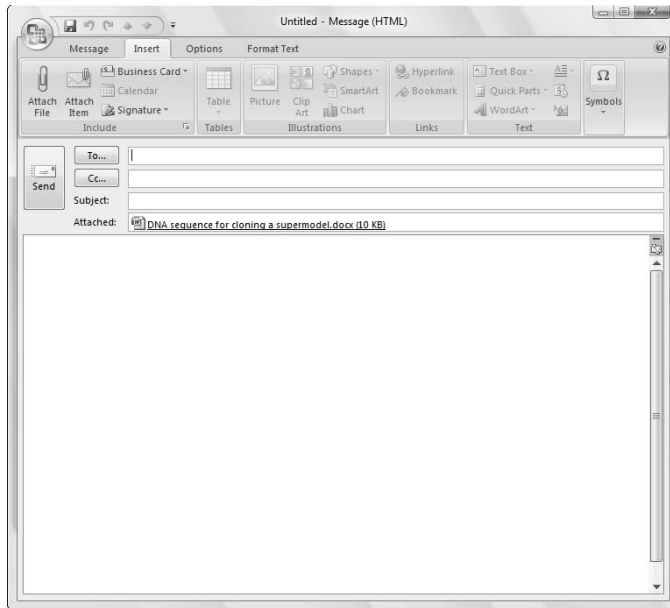 Untitled - Message (HTML)
Message Insert Options Format Text
Attach File
Attach Item
Business Card
Calendar
Signature
Include
Table
Tables
Picture
Clip Art
Shapes
SmartArt
Chart
Illustrations
Hyperlink
Bookmark
Links
Text Box
Quick Parts
WordArt
Text
Ω
Symbols
Send
To...
Cc...
Subject:
Attached: DNA sequence for cloning a supermodel.docx (10 KB)